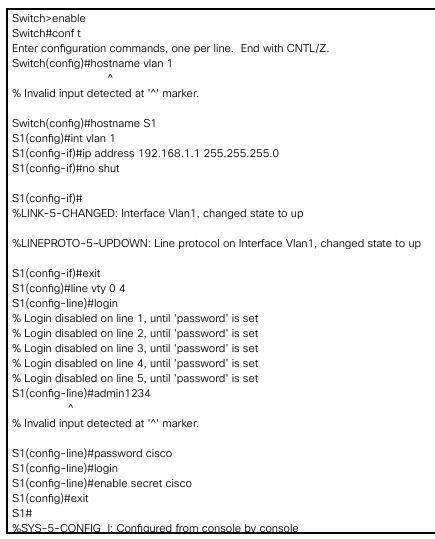 Switch>enable
Switch#conf t
Enter configuration commands, one per line.  End with CNTL/Z.
Switch(config)#hostname vlan 1
^
% Invalid input detected at '^' marker.
Switch(config)#hostname S1
S1(config)#int vlan 1
S1(config-if)#ip address 192.168.1.1 255.255.255.0
S1(config-if)#no shut
S1(config-if)#
%LINK-5-CHANGED: Interface Vlan1, changed state to up
%LINEPROTO-5-UPDOWN: Line protocol on Interface Vlan1, changed state to up
S1(config-if)#exit
S1(config)#line vty 0 4
S1(config-line)#login
% Login disabled on line 1, until 'password' is set
% Login disabled on line 2, until 'password' is set
% Login disabled on line 3, until 'password' is set
% Login disabled on line 4, until 'password' is set
% Login disabled on line 5, until 'password' is set
S1(config-line)#admin1234
^
% Invalid input detected at '^' marker.
S1(config-line)#password cisco
S1(config-line)#login
S1(config-line)#enable secret cisco
S1(config)#exit
S1#
%SYS-5-CONFIG_I: Configured from console by console